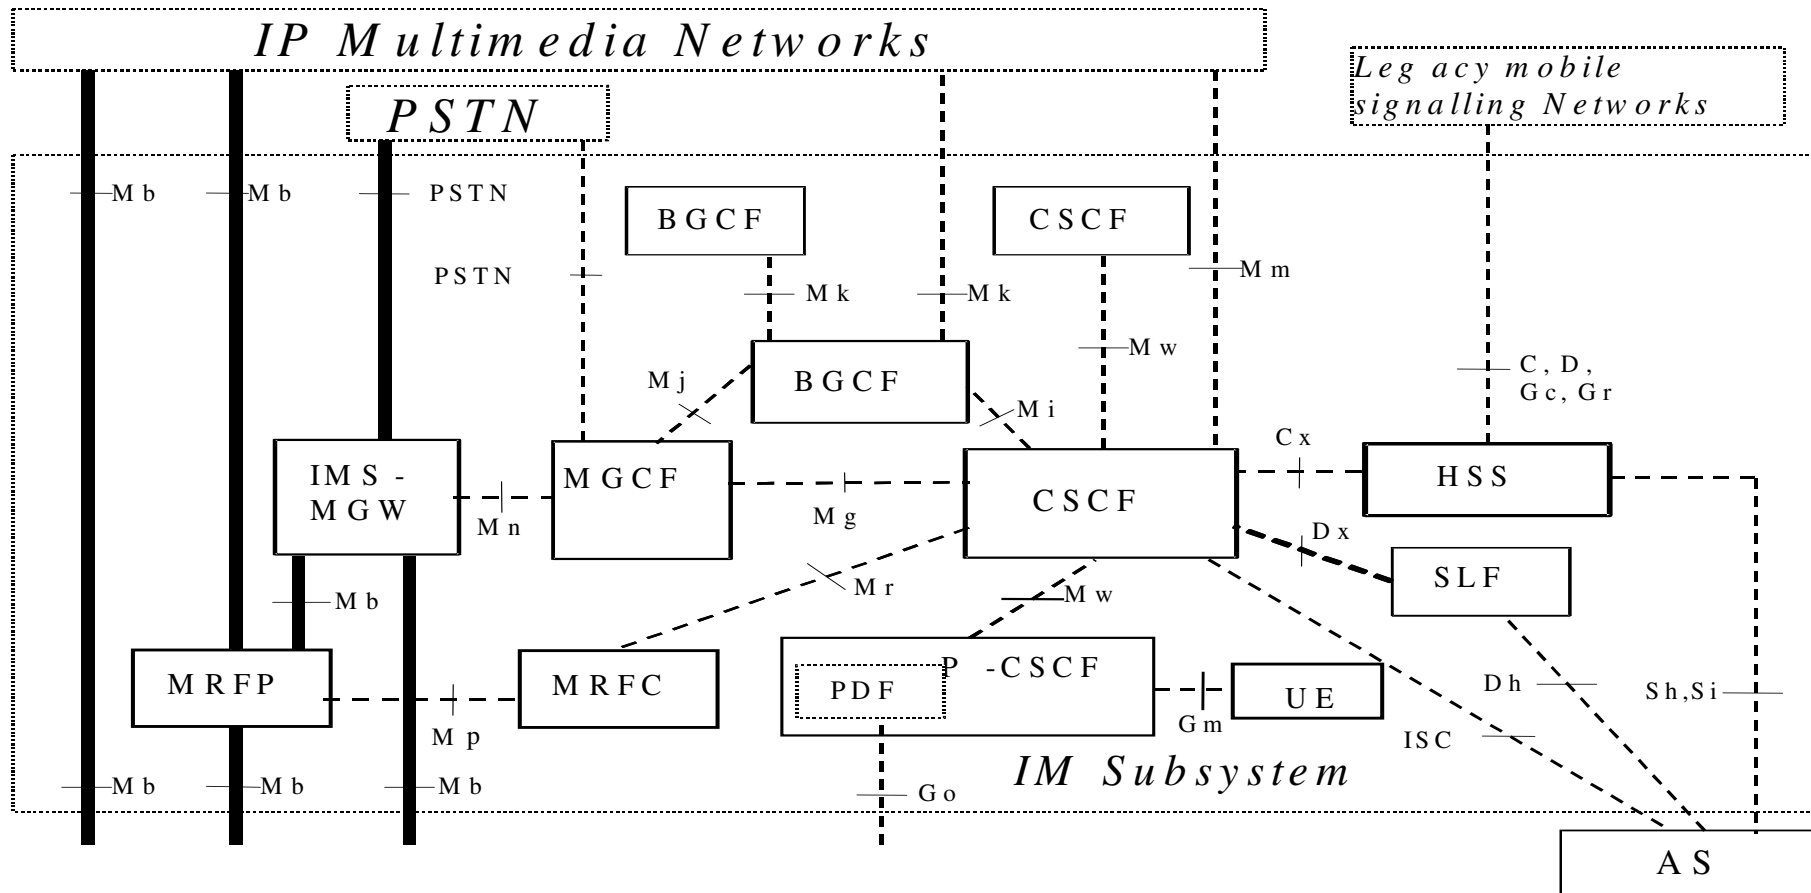 IP Multimedia Networks
Legacy mobile
signalling Networks
PSTN
Mb
Mb
PSTN
BGCF
CSCF
PSTN
Mm
Mk
Mk
Mw
C, D,
Gc, Gr
Mj
BGCF
Mi
Cx
IMS -
MGW
MGCF
HSS
CSCF
Mn
Mg
Dx
SLF
Mr
Mw
Mb
MRFP
MRFC
P -CSCF
PDF
UE
Dh
Sh,Si
Gm
Mp
ISC
IM Subsystem
Mb
Mb
Mb
Go
AS